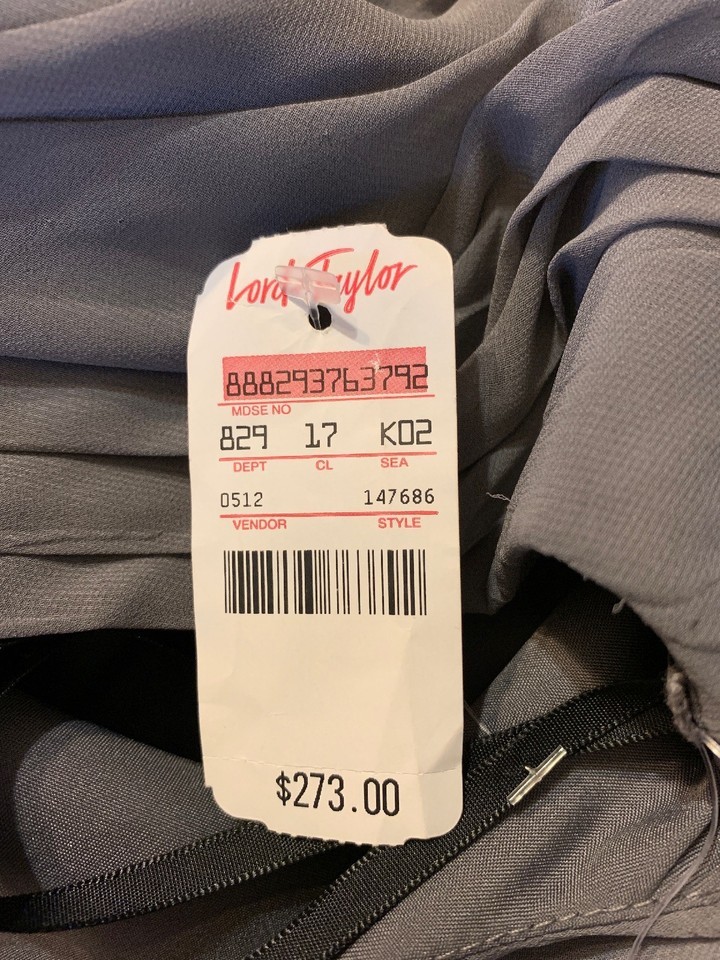 Lord & Taylor
888293763792
MDSE NO
829 17 K02
DEPT CL SEA
0512 147686
VENDOR STYLE
$273.00